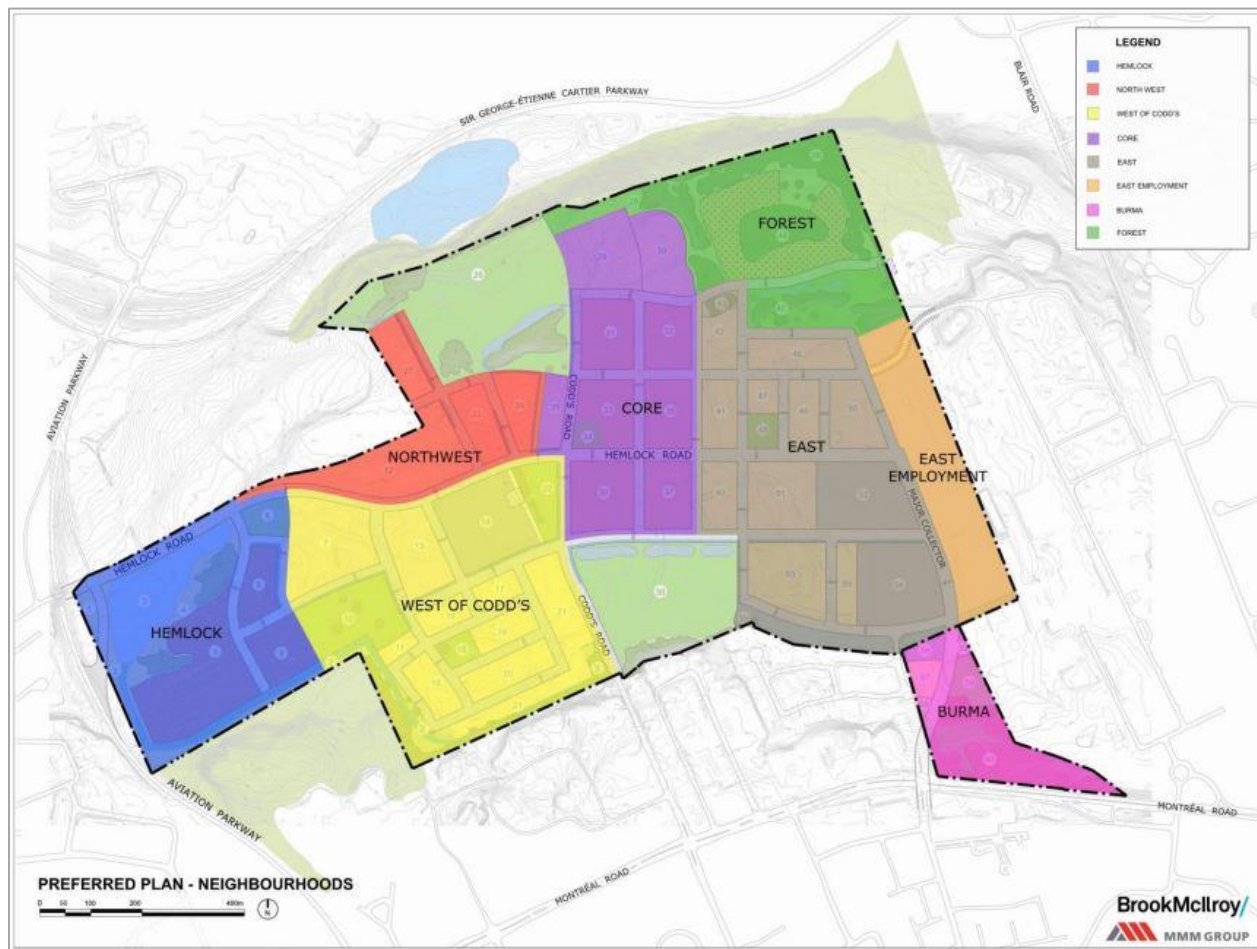 LEGEND
HEMLOCK
NORTH WEST
WEST OF CODD'S
CORE
EAST
EAST EMPLOYMENT
BURMA
FOREST
BLAIR ROAD
SIR GEORGE-ÉTIENNE CARTIER PARKWAY
FOREST
AVIATION PARKWAY
CODD'S ROAD
CORE
NORTHWEST
HEMLOCK ROAD
EAST
EAST
EMPLOYMENT
MAJOR COLLECTOR
HEMLOCK ROAD
HEMLOCK
WEST OF CODD'S
CODD'S ROAD
BURMA
AVIATION PARKWAY
MONTRÉAL ROAD
MONTRÉAL ROAD
PREFERRED PLAN - NEIGHBOURHOODS
0 50 100 200 400m
N
BrookMcIlroy/
MMM GROUP